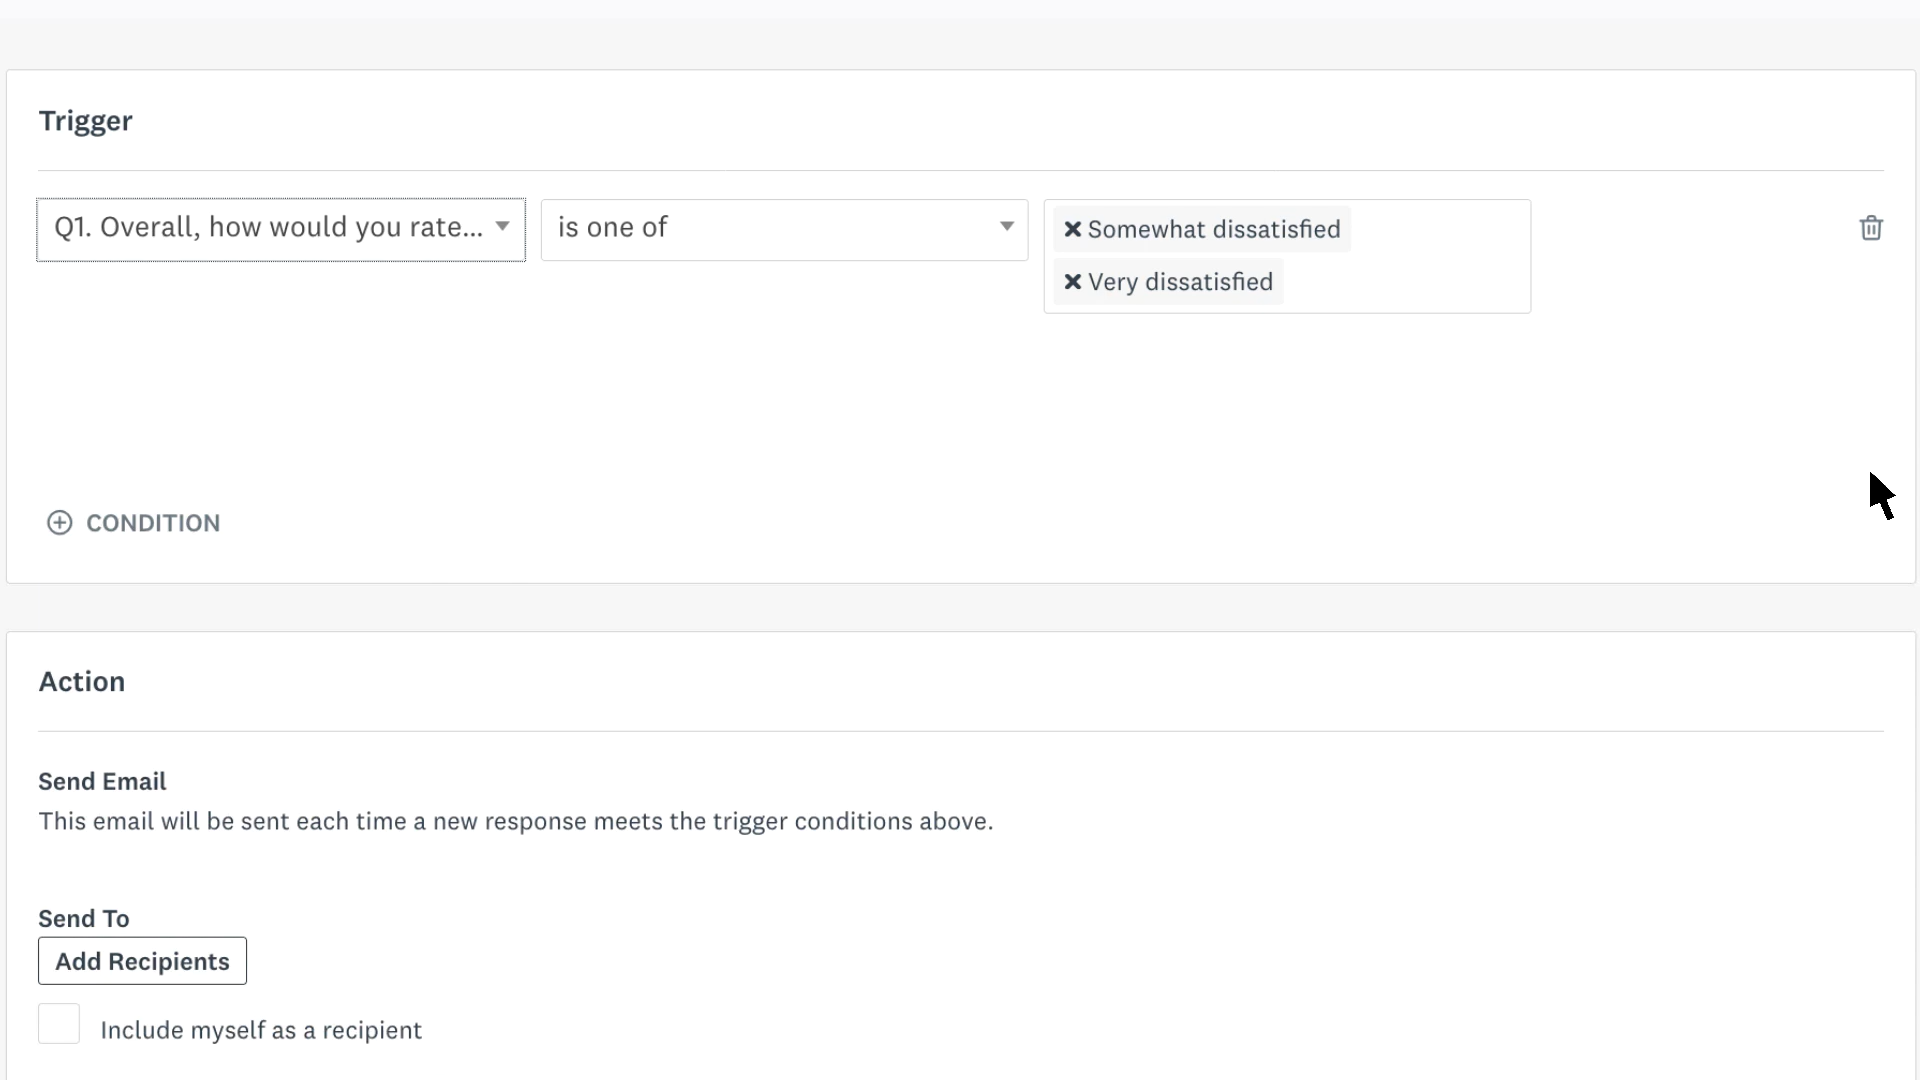 Trigger
Q1. Overall, how would you rate...
is one of
Somewhat dissatisfied
Very dissatisfied
CONDITION
Action
Send Email
This email will be sent each time a new response meets the trigger conditions above.
Send To
Add Recipients
Include myself as a recipient